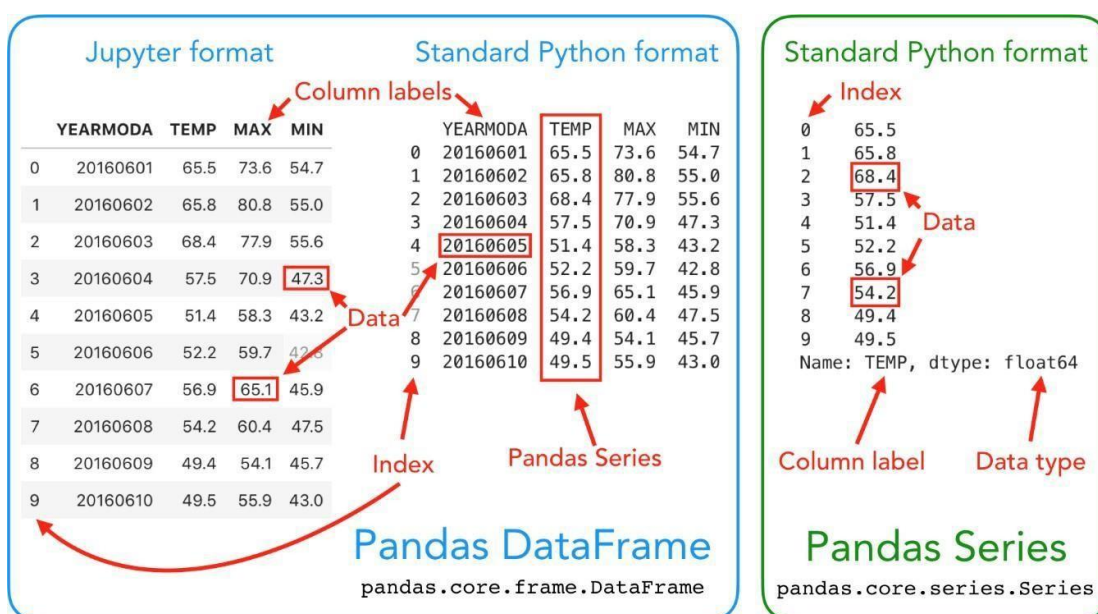 Jupyter format
Standard Python format
Column labels
YEARMODA TEMP MAX MIN
0 20160601 65.5 73.6 54.7
1 20160602 65.8 80.8 55.0
2 20160603 68.4 77.9 55.6
3 20160604 57.5 70.9 47.3
4 20160605 51.4 58.3 43.2
5 20160606 52.2 59.7 42.8
6 20160607 56.9 65.1 45.9
7 20160608 54.2 60.4 47.5
8 20160609 49.4 54.1 45.7
9 20160610 49.5 55.9 43.0
YEARMODA TEMP MAX MIN
0 20160601 65.5 73.6 54.7
1 20160602 65.8 80.8 55.0
2 20160603 68.4 77.9 55.6
3 20160604 57.5 70.9 47.3
4 20160605 51.4 58.3 43.2
5 20160606 52.2 59.7 42.8
6 20160607 56.9 65.1 45.9
7 20160608 54.2 60.4 47.5
8 20160609 49.4 54.1 45.7
9 20160610 49.5 55.9 43.0
Data
Index
Pandas Series
Pandas DataFrame
pandas.core.frame.DataFrame
Standard Python format
Index
0 65.5
1 65.8
2 68.4
3 57.5
4 51.4
5 52.2
6 56.9
7 54.2
8 49.4
9 49.5
Name: TEMP, dtype: float64
Data
Column label
Data type
Pandas Series
pandas.core.series.Series